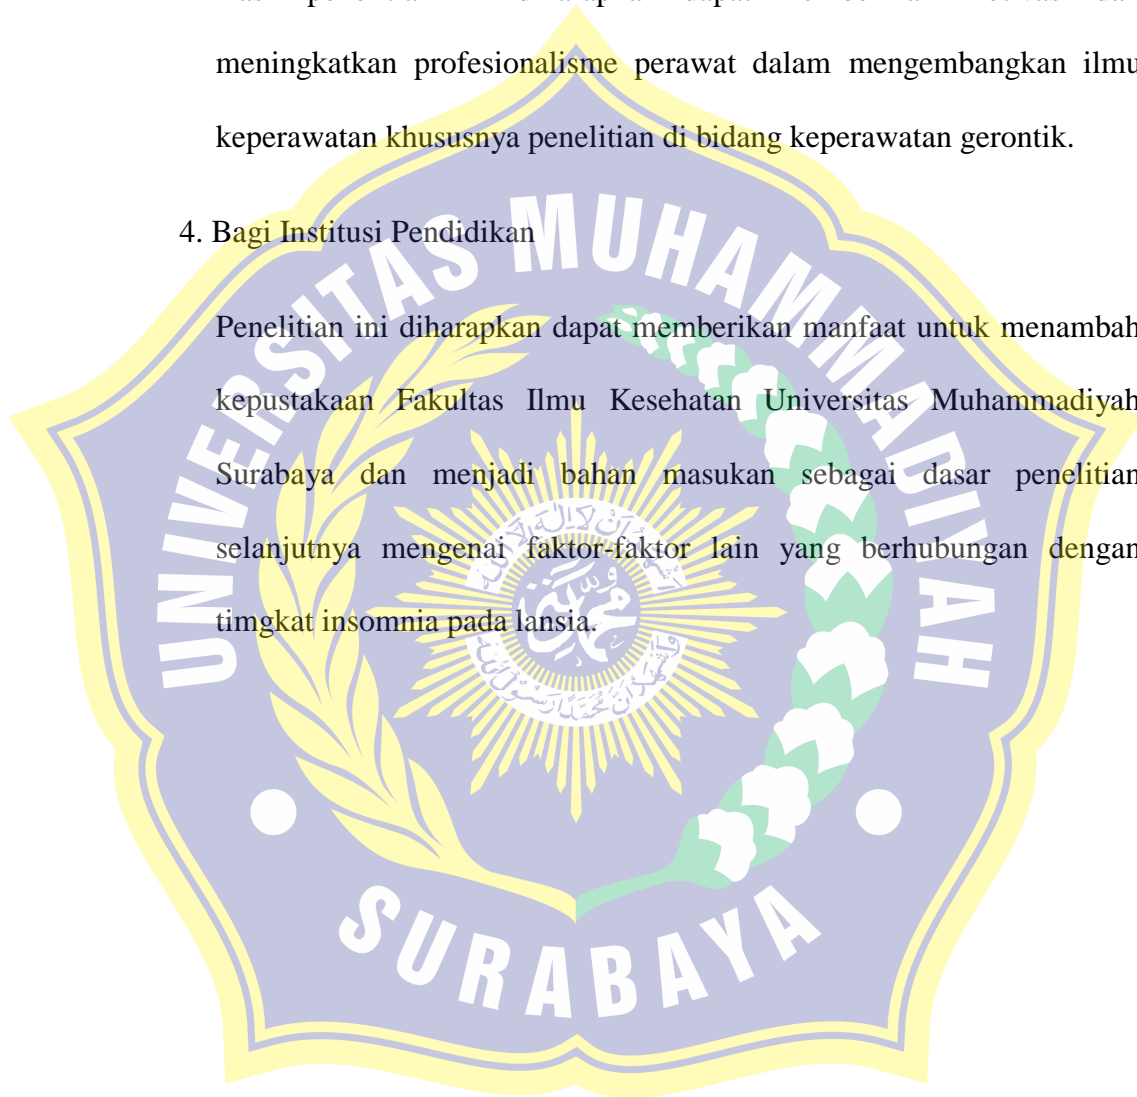 meningkatkan profesionalisme perawat dalam mengembangkan ilmu
keperawatan khususnya penelitian di bidang keperawatan gerontik.
4. Bagi Institusi Pendidikan
Penelitian ini diharapkan dapat memberikan manfaat untuk menambah
kepustakaan Fakultas Ilmu Kesehatan Universitas Muhammadiyah
Surabaya dan menjadi bahan masukan sebagai dasar penelitian
selanjutnya mengenai faktor-faktor lain yang berhubungan dengan
timgkat insomnia pada lansia.
UNIVERSITAS MUHAMMADIYAH
SURABAYA